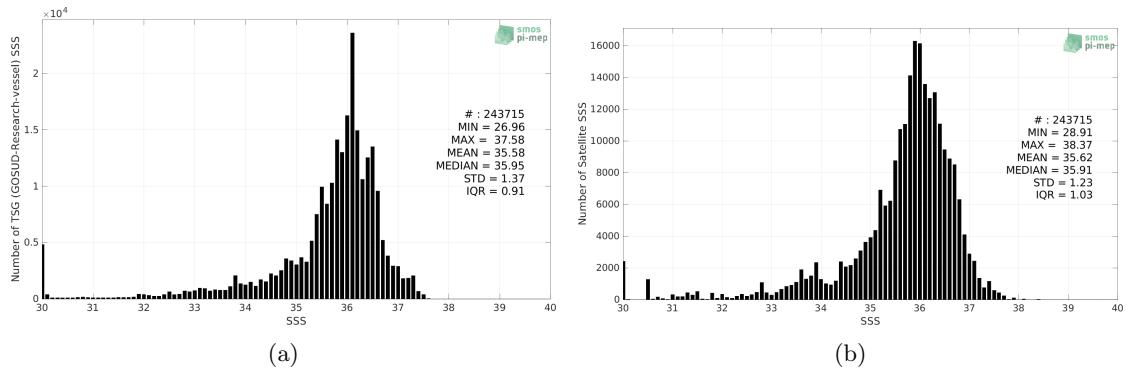 ×10⁴
smos
pi-mep
Number of TSG (GOSUD-Research-vessel) SSS
2
1.5
1
0.5
0
# : 243715
MIN = 26.96
MAX = 37.58
MEAN = 35.58
MEDIAN = 35.95
STD = 1.37
IQR = 0.91
30 31 32 33 34 35 36 37 38 39 40
SSS
(a)
smos
pi-mep
Number of Satellite SSS
16000
14000
12000
10000
8000
6000
4000
2000
0
# : 243715
MIN = 28.91
MAX = 38.37
MEAN = 35.62
MEDIAN = 35.91
STD = 1.23
IQR = 1.03
30 31 32 33 34 35 36 37 38 39 40
SSS
(b)